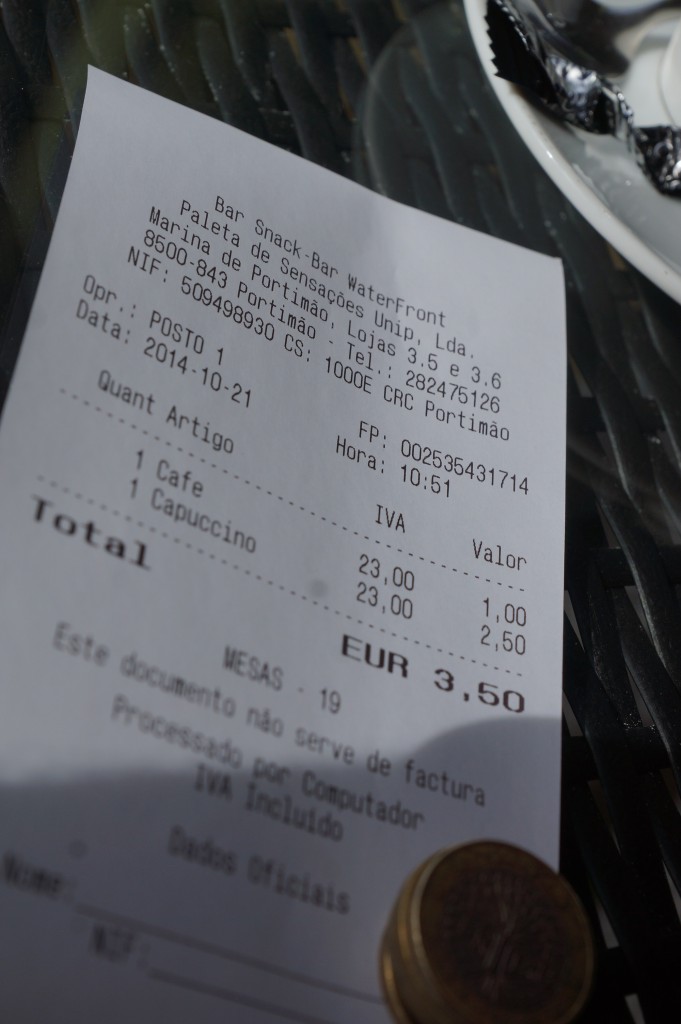 Bar Snack-Bar WaterFront
Paleta de Sensações Unip, Lda.
Marina de Portimão, Lojas 3.5 e 3.6
8500-843 Portimão - Tel.: 282475126
NIF: 509498930 CS: 1000E CRC Portimão
Opr.: POSTO 1 FP: 002535431714
Data: 2014-10-21 Hora: 10:51
Quant Artigo IVA Valor
1 Cafe 23,00 1,00
1 Capuccino 23,00 2,50
Total EUR 3,50
MESAS - 19
Este documento não serve de factura
Processado por Computador
IVA Incluido
Dados Oficiais
Nome:
NIF: